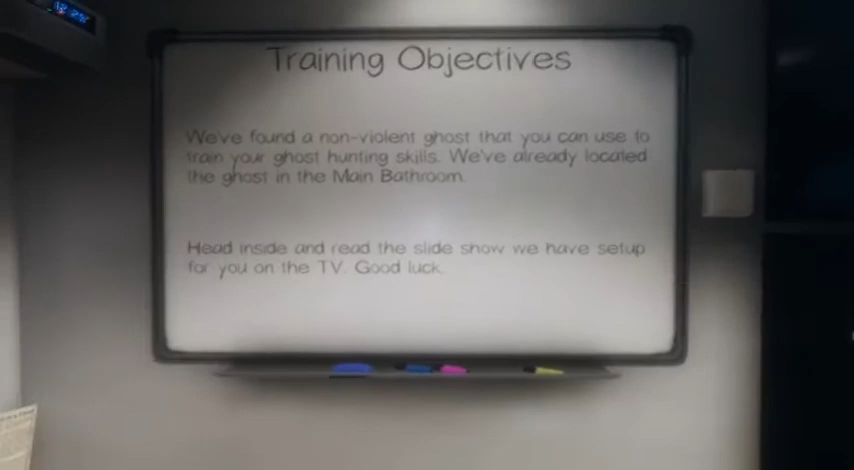 Training Objectives
We've found a non-violent ghost that you can use to
train your ghost hunting skills. We've already located
the ghost in the Main Bathroom.
Head inside and read the slide show we have setup
for you on the TV. Good luck.